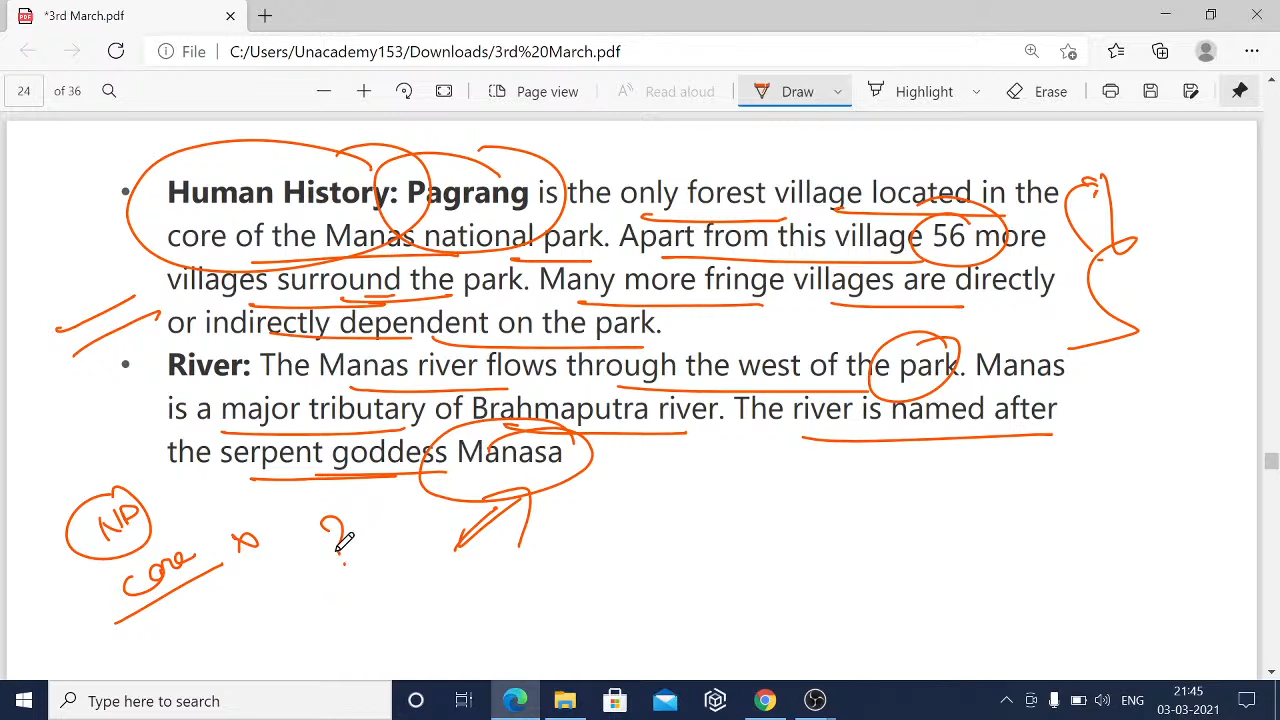 *3rd March.pdf
File C:/Users/Unacademy153/Downloads/3rd%20March.pdf
24 of 36 Page view Read aloud Draw Highlight Erase
• Human History: Pagrang is the only forest village located in the
core of the Manas national park. Apart from this village 56 more
villages surround the park. Many more fringe villages are directly
or indirectly dependent on the park.
• River: The Manas river flows through the west of the park. Manas
is a major tributary of Brahmaputra river. The river is named after
the serpent goddess Manasa
NP
core x ?
Type here to search
ENG
21:45
03-03-2021